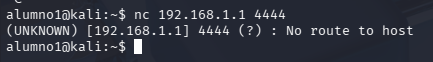 alumno1@kali:~$ nc 192.168.1.1 4444
(UNKNOWN) [192.168.1.1] 4444 (?) : No route to host
alumno1@kali:~$